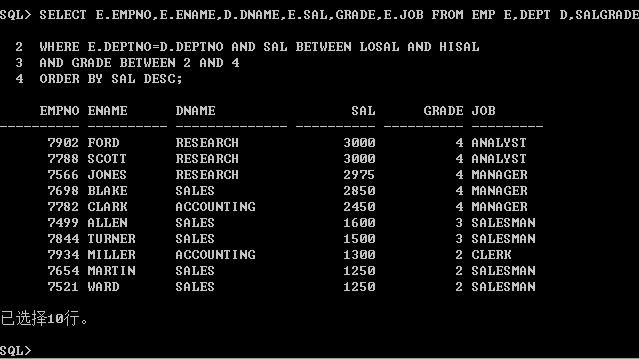 SQL> SELECT E.EMPNO,E.ENAME,D.DNAME,E.SAL,GRADE,E.JOB FROM EMP E,DEPT D,SALGRADE
2 WHERE E.DEPTNO=D.DEPTNO AND SAL BETWEEN LOSAL AND HISAL
3 AND GRADE BETWEEN 2 AND 4
4 ORDER BY SAL DESC;
EMPNO ENAME DNAME SAL GRADE JOB
---------- ---------- -------------- ---------- ---------- ---------
7902 FORD RESEARCH 3000 4 ANALYST
7788 SCOTT RESEARCH 3000 4 ANALYST
7566 JONES RESEARCH 2975 4 MANAGER
7698 BLAKE SALES 2850 4 MANAGER
7782 CLARK ACCOUNTING 2450 4 MANAGER
7499 ALLEN SALES 1600 3 SALESMAN
7844 TURNER SALES 1500 3 SALESMAN
7934 MILLER ACCOUNTING 1300 2 CLERK
7654 MARTIN SALES 1250 2 SALESMAN
7521 WARD SALES 1250 2 SALESMAN
已选择10行。
SQL>